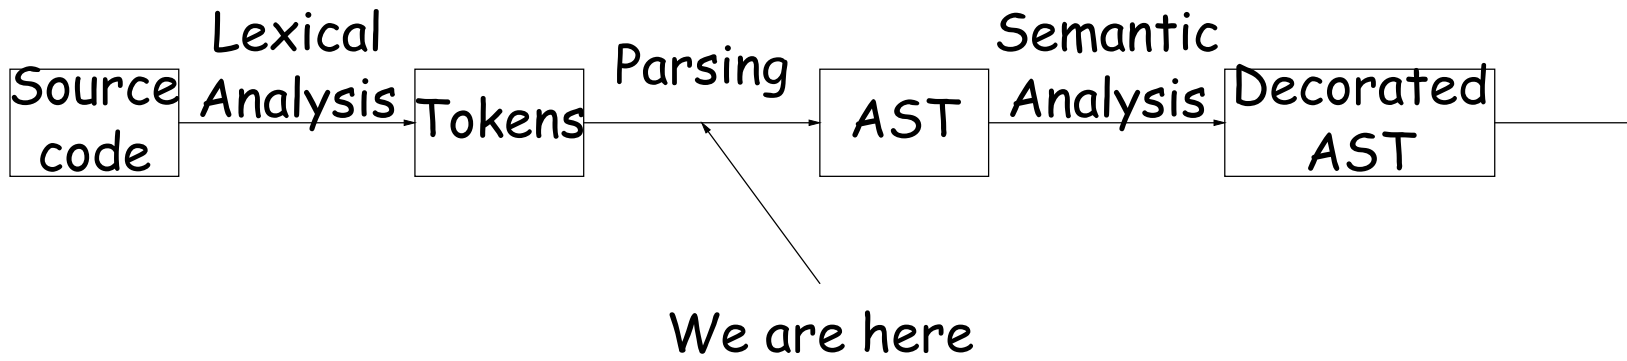 Source
code
Lexical
Analysis
Tokens
Parsing
AST
Semantic
Analysis
Decorated
AST
We are here